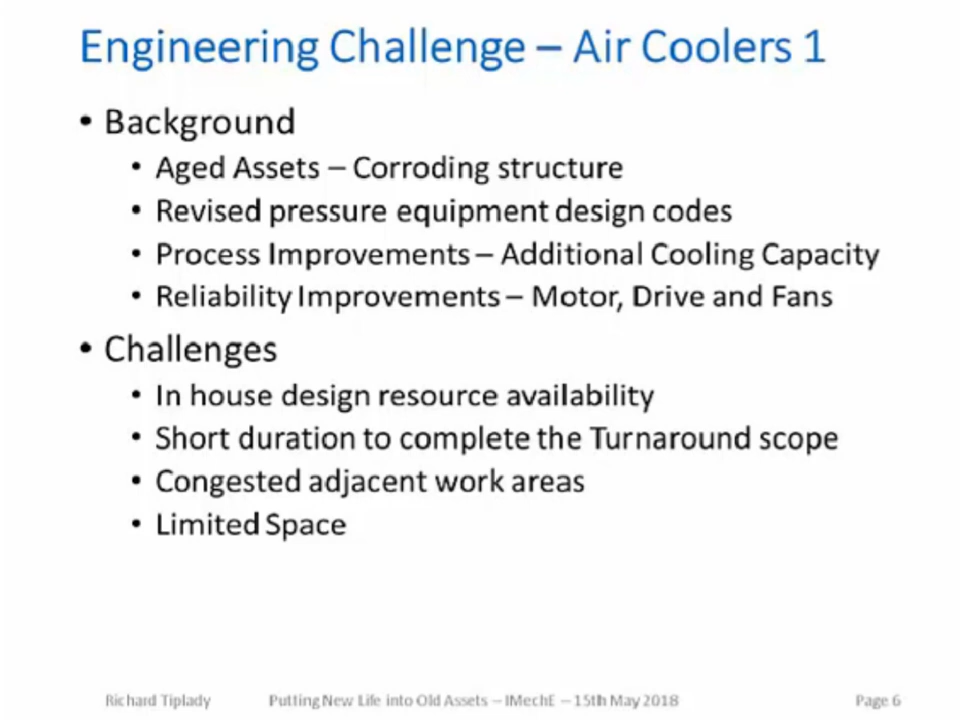 Engineering Challenge – Air Coolers 1
• Background
• Aged Assets – Corroding structure
• Revised pressure equipment design codes
• Process Improvements – Additional Cooling Capacity
• Reliability Improvements – Motor, Drive and Fans
• Challenges
• In house design resource availability
• Short duration to complete the Turnaround scope
• Congested adjacent work areas
• Limited Space
Richard Tiplady Putting New Life into Old Assets – IMechE – 15th May 2018 Page 6